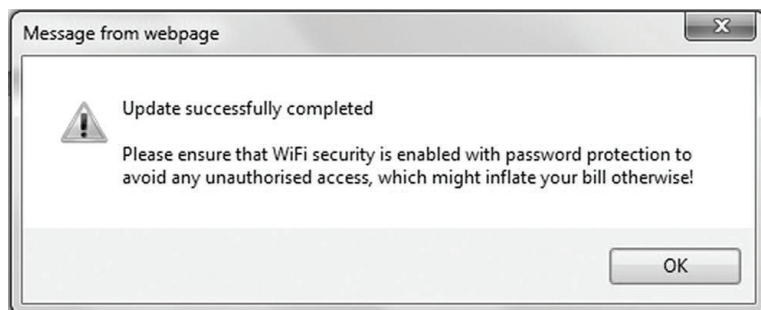 Message from webpage
Update successfully completed
Please ensure that WiFi security is enabled with password protection to
avoid any unauthorised access, which might inflate your bill otherwise!
OK